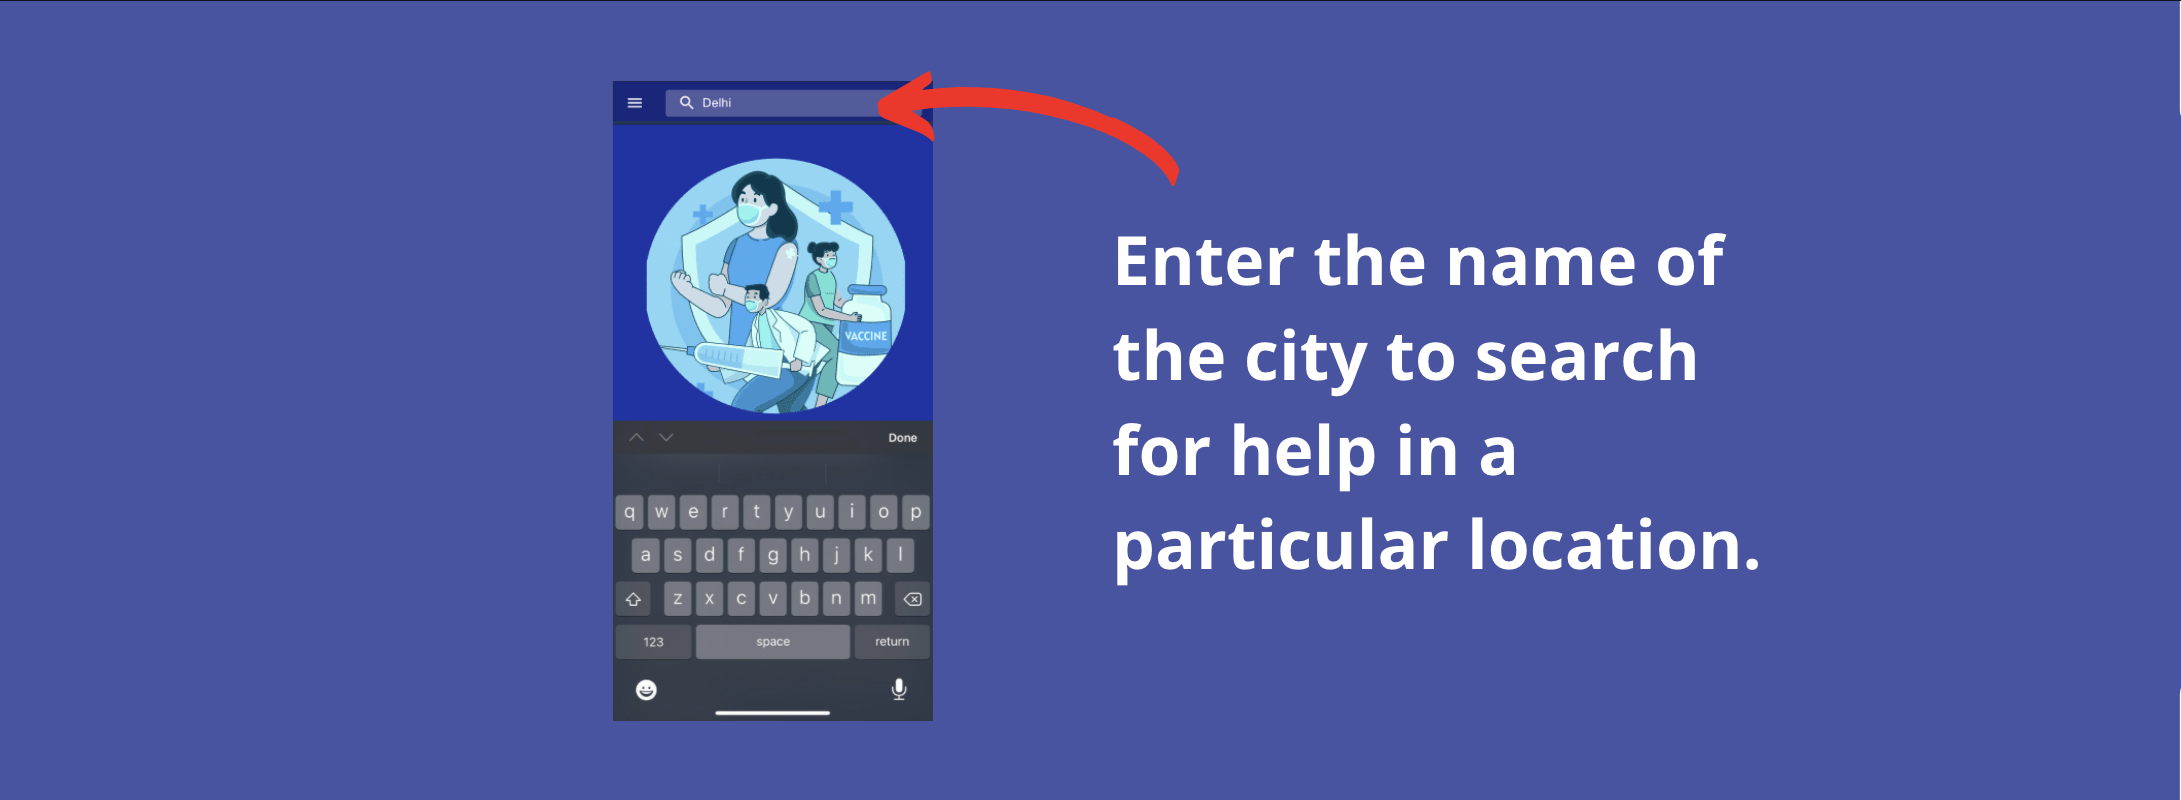 Delhi
VACCINE
Done
q w e r t y u i o p
a s d f g h j k l
z x c v b n m
123 space return
Enter the name of
the city to search
for help in a
particular location.